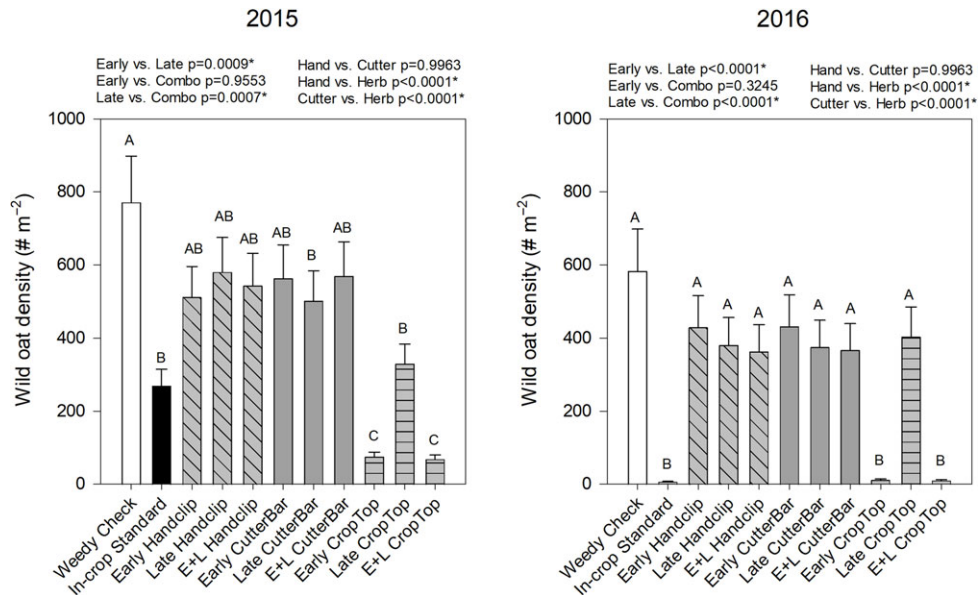 2015
Early vs. Late p=0.0009*
Early vs. Combo p=0.9553
Late vs. Combo p=0.0007*
Hand vs. Cutter p=0.9963
Hand vs. Herb p<0.0001*
Cutter vs. Herb p<0.0001*
Wild oat density (# m⁻²)
1000
800
600
400
200
0
A
B
AB
AB
AB
AB
B
AB
C
B
C
Weedy Check
In-crop Standard
Early Handclip
Late Handclip
E+L Handclip
Early CutterBar
Late CutterBar
E+L CutterBar
Early CropTop
Late CropTop
E+L CropTop
2016
Early vs. Late p<0.0001*
Early vs. Combo p=0.3245
Late vs. Combo p<0.0001*
Hand vs. Cutter p=0.9963
Hand vs. Herb p<0.0001*
Cutter vs. Herb p<0.0001*
Wild oat density (# m⁻²)
1000
800
600
400
200
0
A
B
A
A
A
A
A
A
B
A
B
Weedy Check
In-crop Standard
Early Handclip
Late Handclip
E+L Handclip
Early CutterBar
Late CutterBar
E+L CutterBar
Early CropTop
Late CropTop
E+L CropTop